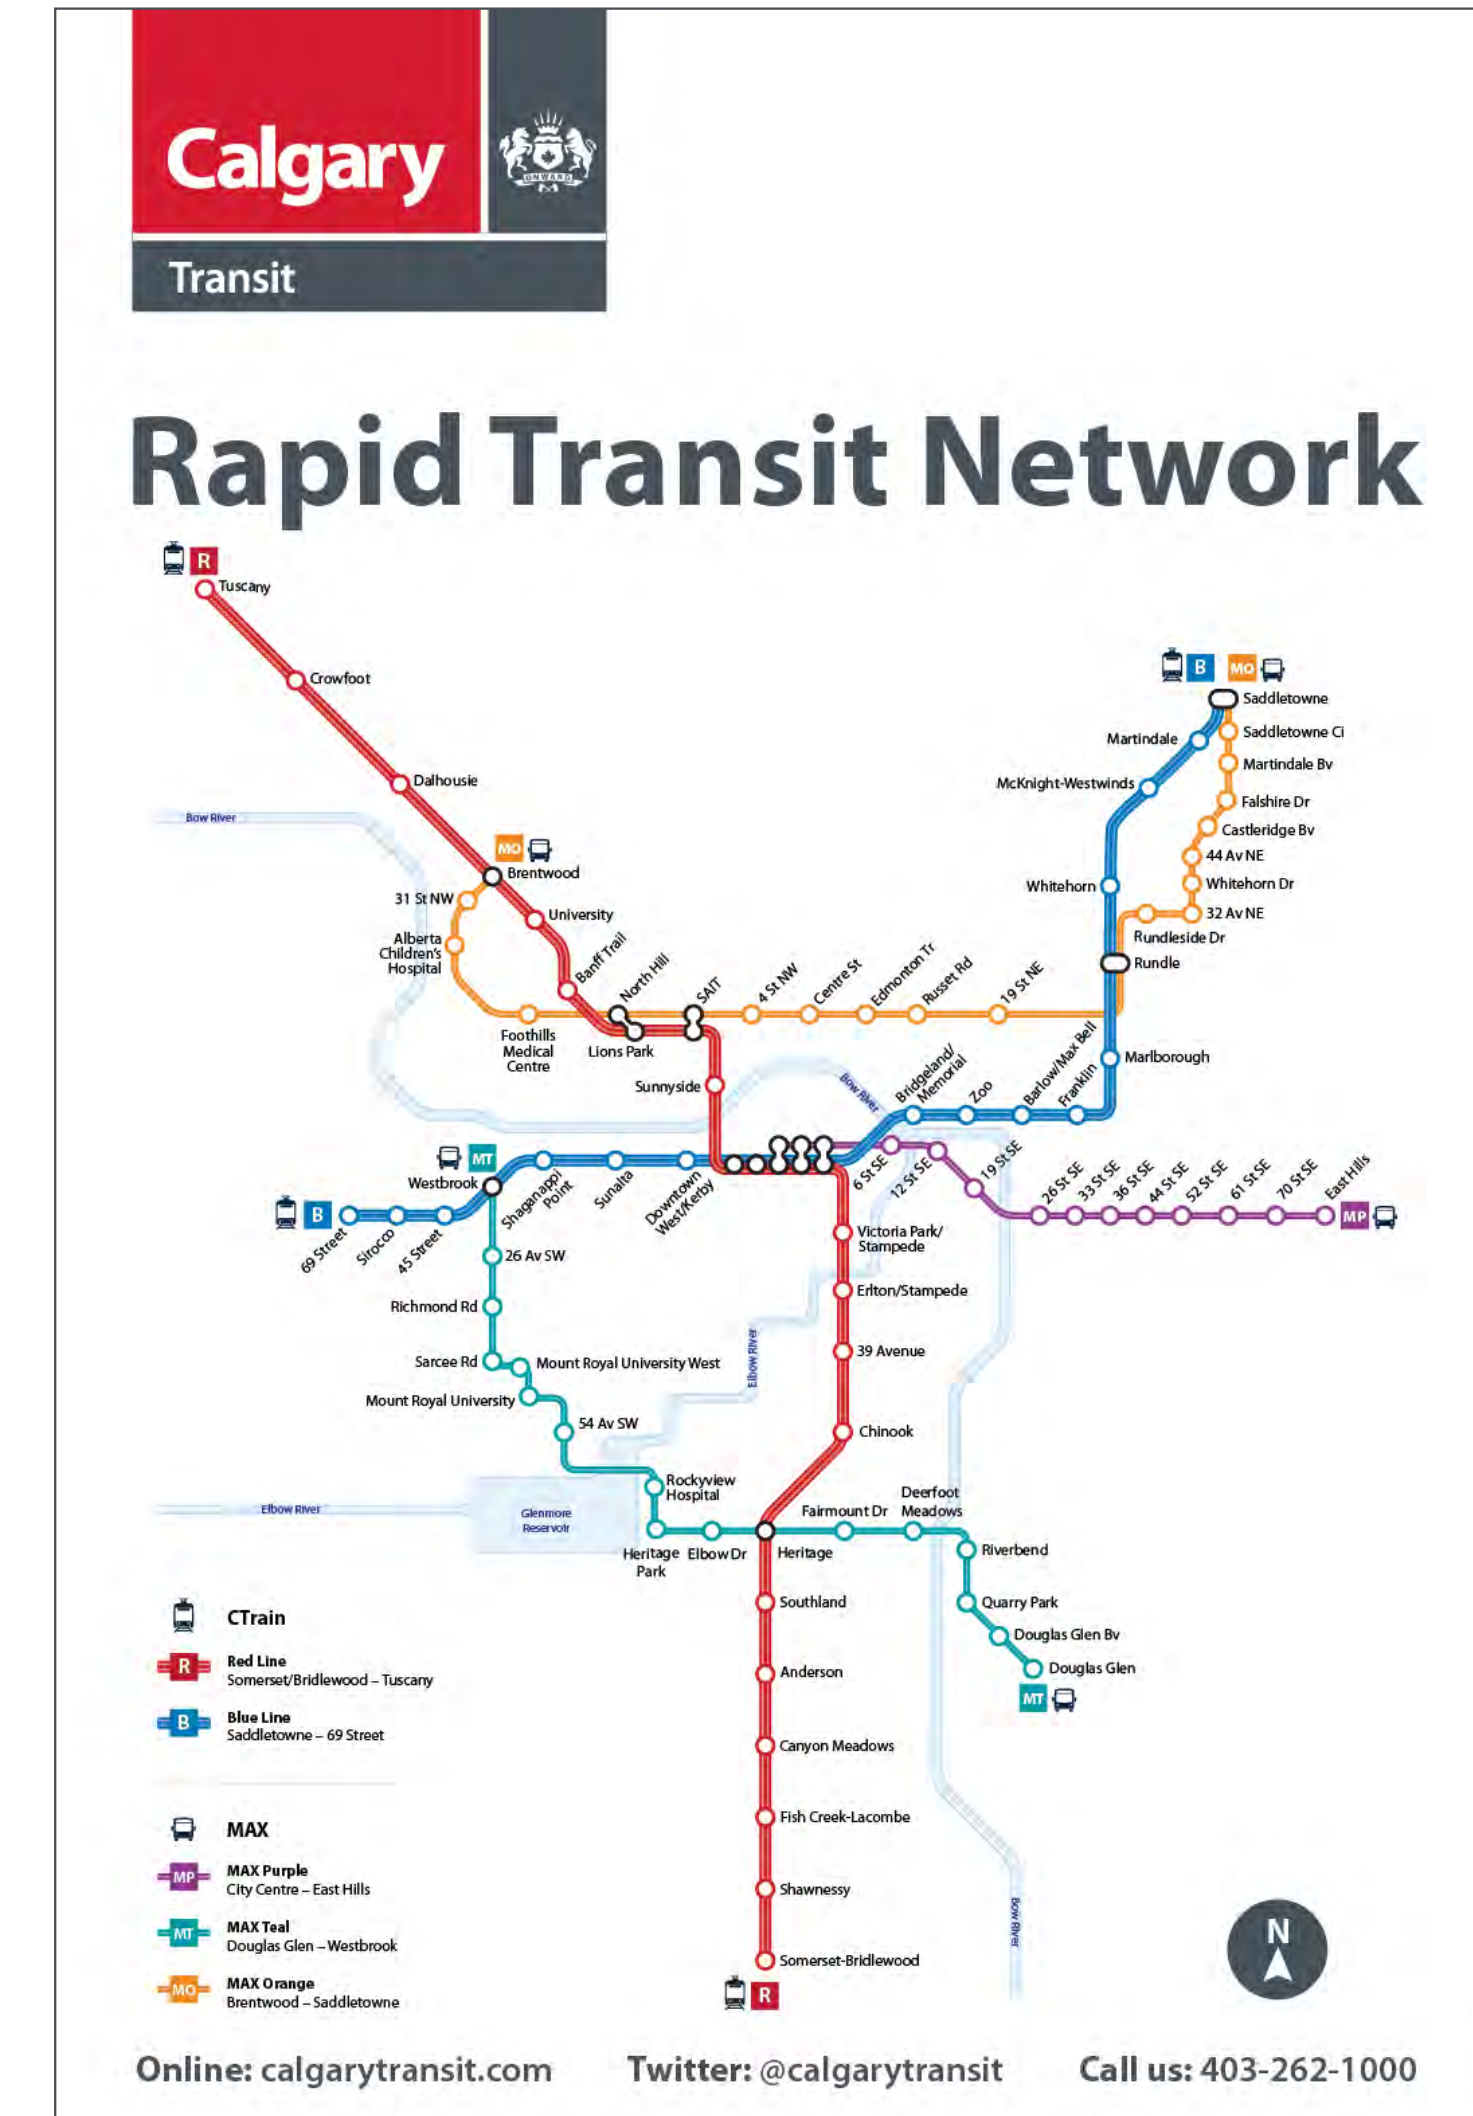 Calgary
ONWARD
Transit
Rapid Transit Network
R
Tuscany
Crowfoot
Dalhousie
Bow River
MO
Brentwood
31 St NW
University
Alberta
Children's
Hospital
Banff Trail
North Hill
SAIT
4 St NW
Centre St
Edmonton Tr
Russet Rd
19 St NE
Foothills
Medical
Centre
Lions Park
Sunnyside
B
MO
Saddletowne
Martindale
Saddletowne Ci
McKnight-Westwinds
Martindale Bv
Falshire Dr
Castleridge Bv
44 Av NE
Whitehorn
Whitehorn Dr
32 Av NE
Rundleside Dr
Rundle
Marlborough
Bow River
Bridgeland/
Memorial
Zoo
Barlow/Max Bell
Franklin
MT
Westbrook
B
69 Street
Sirocco
45 Street
Shaganappi
Point
Sunalta
Downtown
West/Kerby
6 St SE
12 St SE
19 St SE
26 St SE
33 St SE
36 St SE
44 St SE
52 St SE
61 St SE
70 St SE
East Hills
MP
26 Av SW
Richmond Rd
Sarcee Rd
Mount Royal University West
Mount Royal University
54 Av SW
Victoria Park/
Stampede
Erlton/Stampede
39 Avenue
Elbow River
Chinook
Rockyview
Hospital
Elbow River
Glenmore
Reservoir
Heritage
Park
Elbow Dr
Heritage
Fairmount Dr
Deerfoot
Meadows
Riverbend
Quarry Park
Douglas Glen Bv
Douglas Glen
MT
Southland
Anderson
Canyon Meadows
Fish Creek-Lacombe
Shawnessy
Somerset-Bridlewood
R
Bow River
CTrain
R
Red Line
Somerset/Bridlewood – Tuscany
B
Blue Line
Saddletowne – 69 Street
MAX
MP
MAX Purple
City Centre – East Hills
MT
MAX Teal
Douglas Glen – Westbrook
MO
MAX Orange
Brentwood – Saddletowne
N
Online: calgarytransit.com
Twitter: @calgarytransit
Call us: 403-262-1000